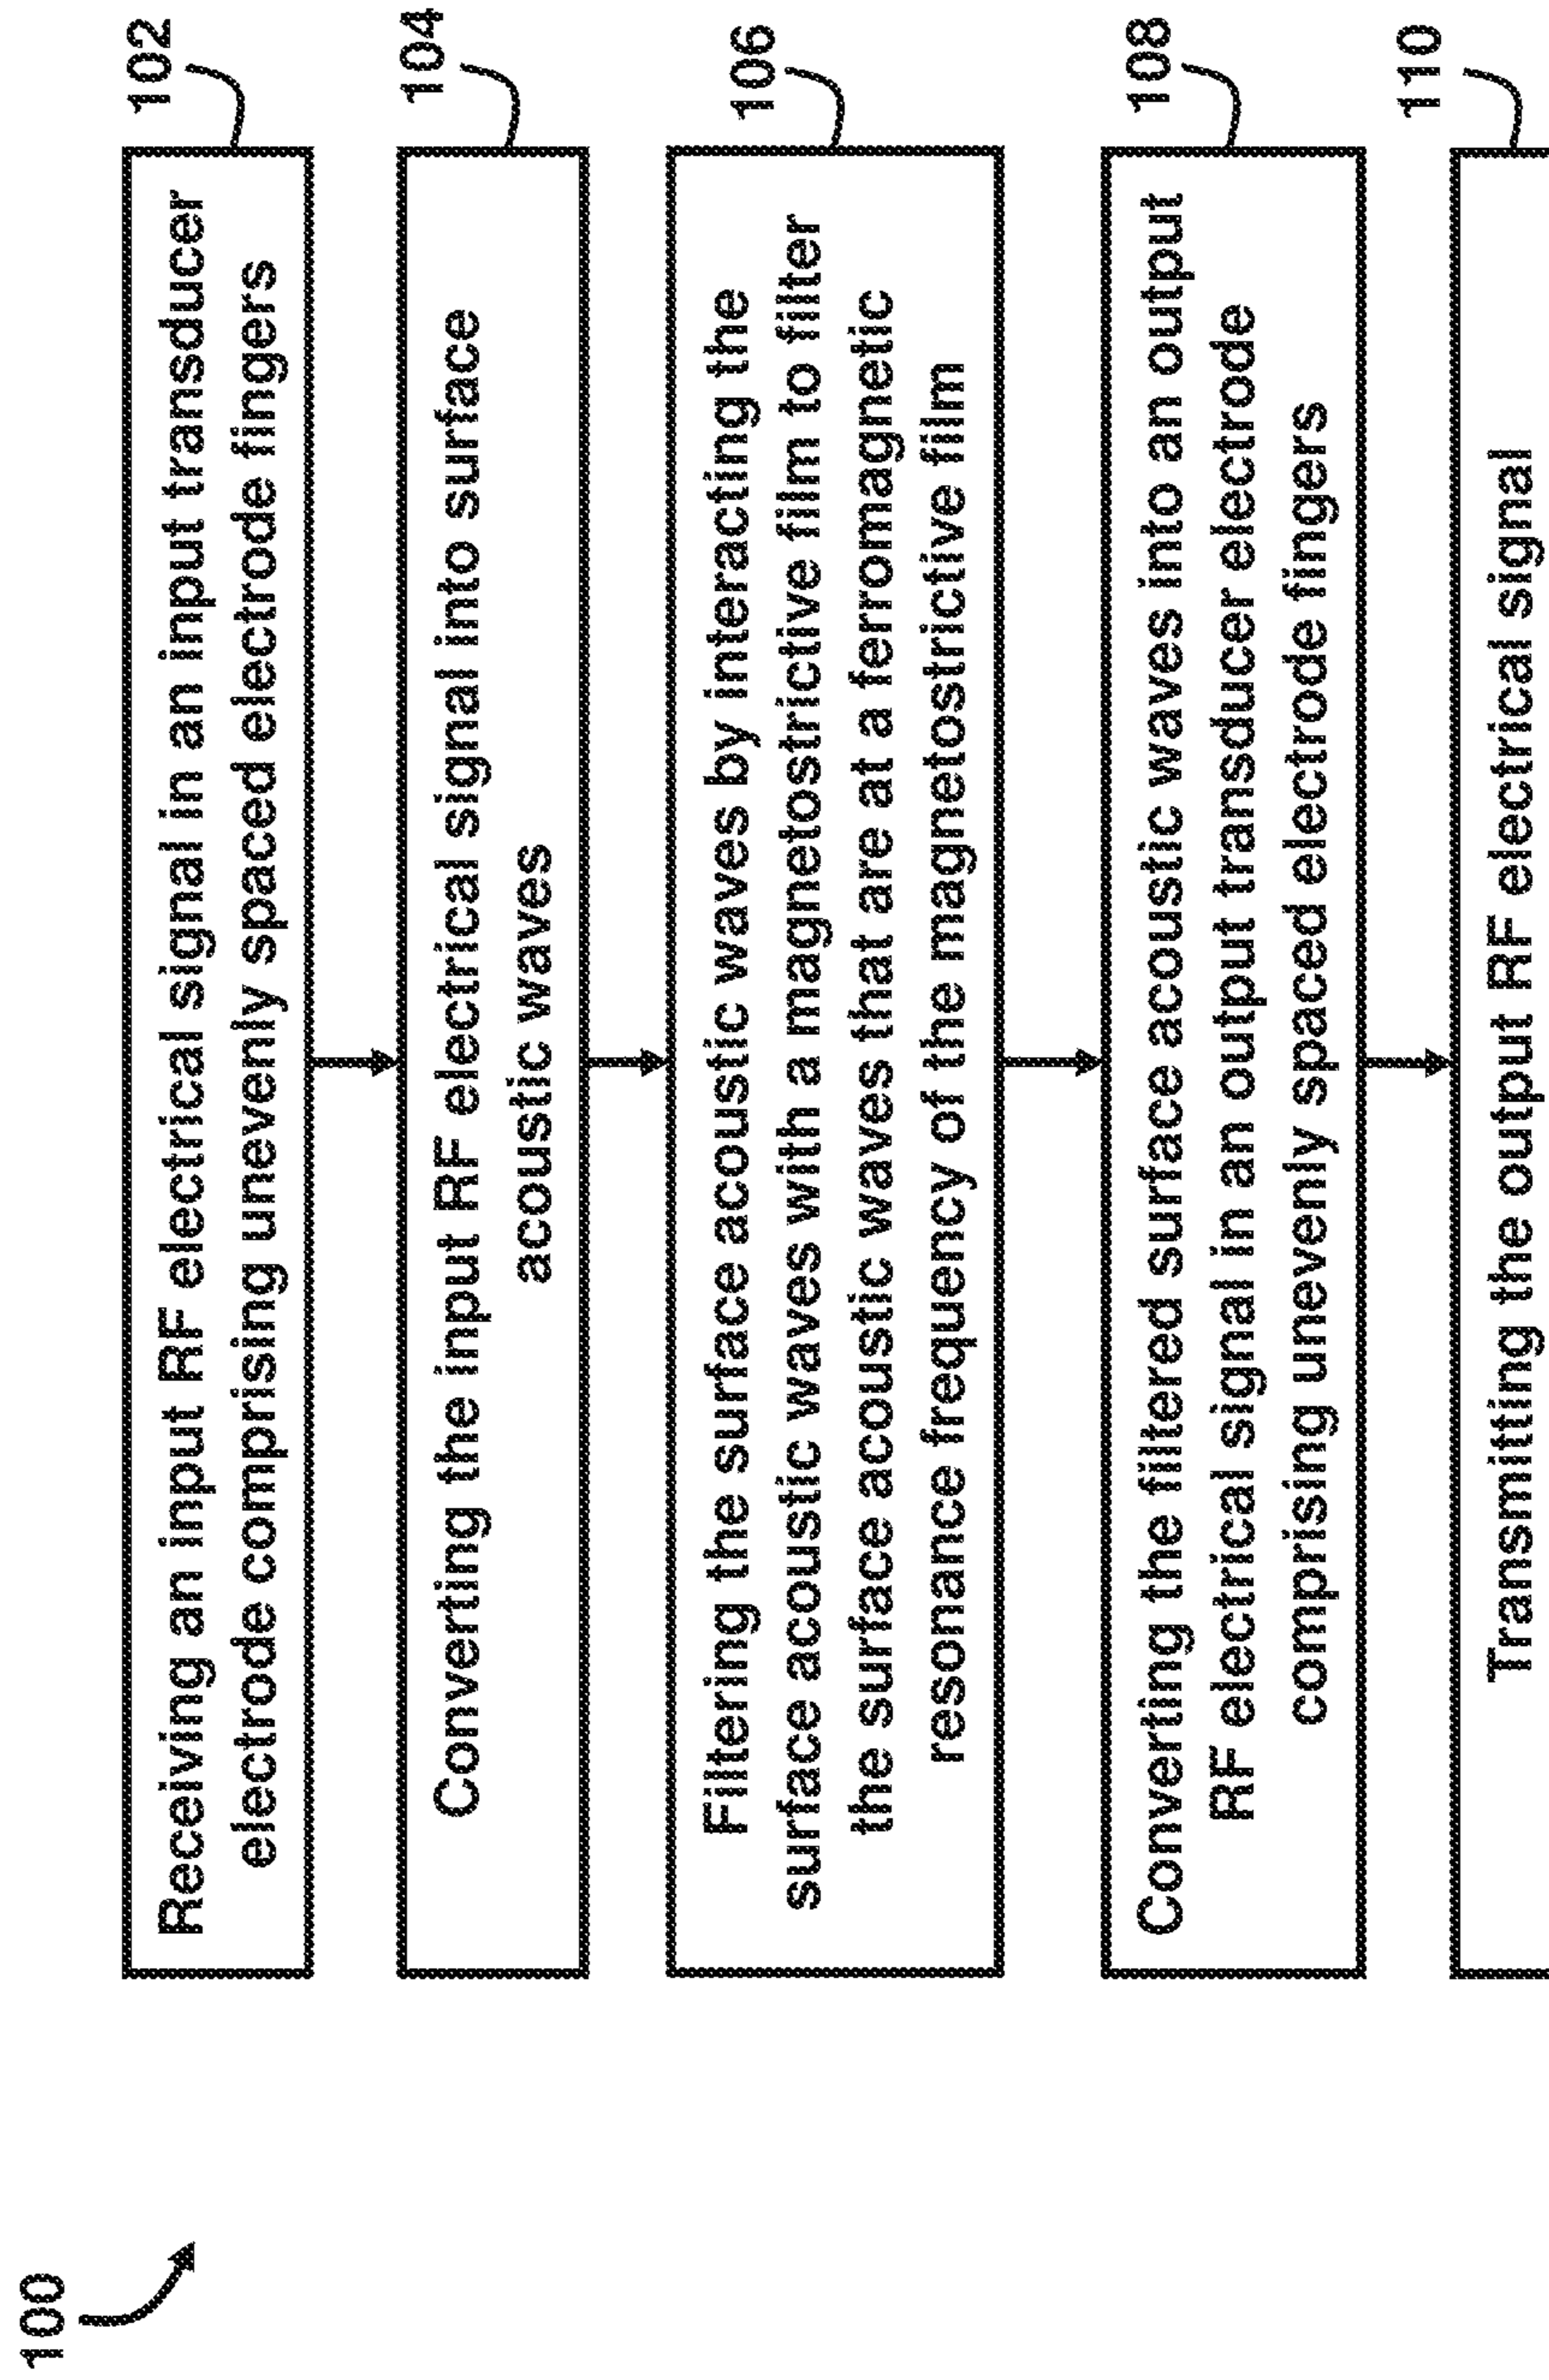 100
Receiving an input RF electrical signal in an input transducer
electrode comprising unevenly spaced electrode fingers
102
Converting the input RF electrical signal into surface
acoustic waves
104
Filtering the surface acoustic waves by interacting the
surface acoustic waves with a magnetostrictive film to filter
the surface acoustic waves that are at a ferromagnetic
resonance frequency of the magnetostrictive film
106
Converting the filtered surface acoustic waves into an output
RF electrical signal in an output transducer electrode
comprising unevenly spaced electrode fingers
108
Transmitting the output RF electrical signal
110